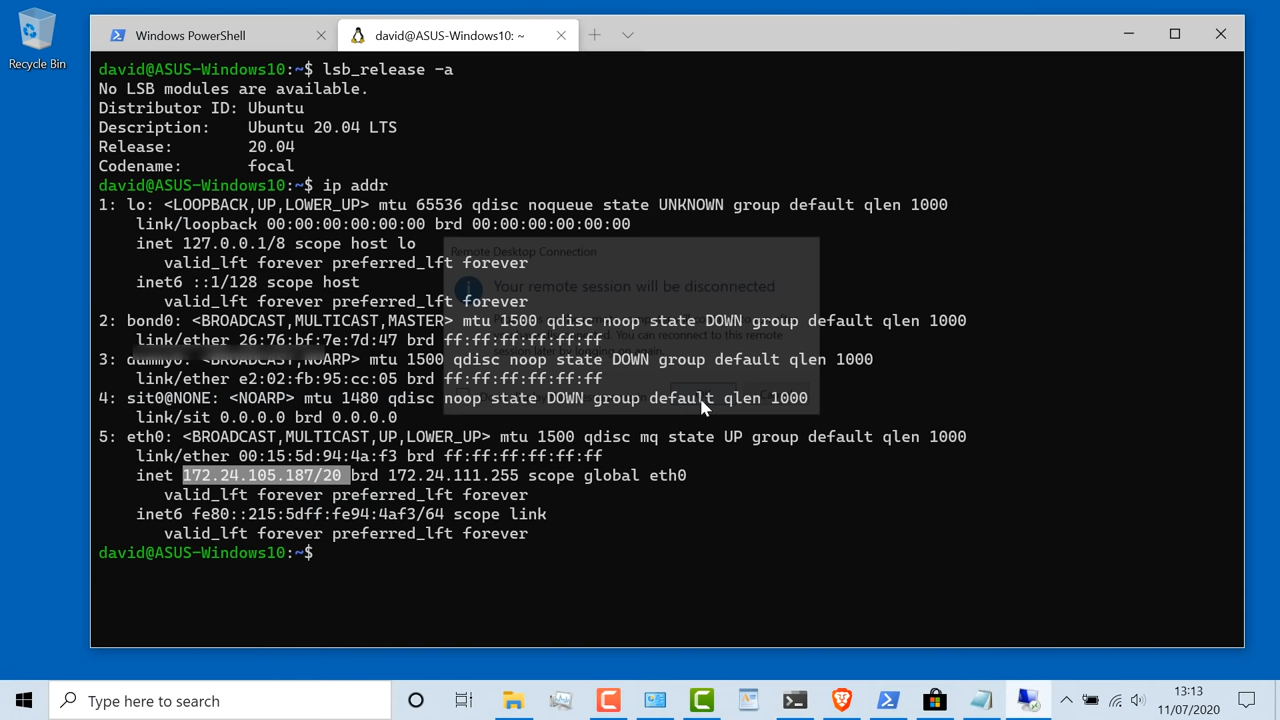 Recycle Bin
Windows PowerShell
david@ASUS-Windows10: ~
david@ASUS-Windows10:~$ lsb_release -a
No LSB modules are available.
Distributor ID: Ubuntu
Description: Ubuntu 20.04 LTS
Release: 20.04
Codename: focal
david@ASUS-Windows10:~$ ip addr
1: lo: <LOOPBACK,UP,LOWER_UP> mtu 65536 qdisc noqueue state UNKNOWN group default qlen 1000
link/loopback 00:00:00:00:00:00 brd 00:00:00:00:00:00
inet 127.0.0.1/8 scope host lo
valid_lft forever preferred_lft forever
inet6 ::1/128 scope host
valid_lft forever preferred_lft forever
2: bond0: <BROADCAST,MULTICAST,MASTER> mtu 1500 qdisc noop state DOWN group default qlen 1000
link/ether 26:76:bf:7e:7d:47 brd ff:ff:ff:ff:ff:ff
3: dummy0: <BROADCAST,NOARP> mtu 1500 qdisc noop state DOWN group default qlen 1000
link/ether e2:02:fb:95:cc:05 brd ff:ff:ff:ff:ff:ff
4: sit0@NONE: <NOARP> mtu 1480 qdisc noop state DOWN group default qlen 1000
link/sit 0.0.0.0 brd 0.0.0.0
5: eth0: <BROADCAST,MULTICAST,UP,LOWER_UP> mtu 1500 qdisc mq state UP group default qlen 1000
link/ether 00:15:5d:94:4a:f3 brd ff:ff:ff:ff:ff:ff
inet 172.24.105.187/20 brd 172.24.111.255 scope global eth0
valid_lft forever preferred_lft forever
inet6 fe80::215:5dff:fe94:4af3/64 scope link
valid_lft forever preferred_lft forever
david@ASUS-Windows10:~$
Remote Desktop Connection
Your remote session will be disconnected
You can reconnect to this remote
session later by logging on again.
Type here to search
13:13
11/07/2020